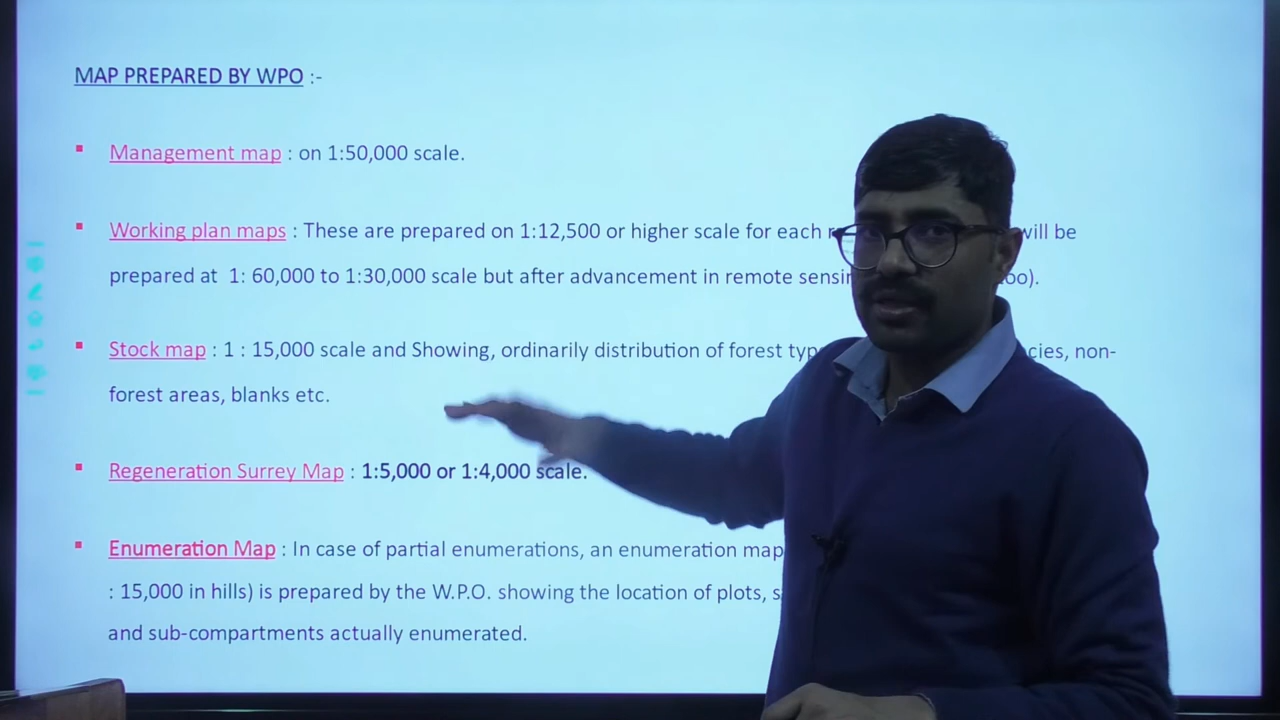 MAP PREPARED BY WPO :-
Management map : on 1:50,000 scale.
Working plan maps : These are prepared on 1:12,500 or higher scale for each will be
prepared at 1: 60,000 to 1:30,000 scale but after advancement in remote
Stock map : 1 : 15,000 scale and Showing, ordinarily distribution of forest non-
forest areas, blanks etc.
Regeneration Surrey Map : 1:5,000 or 1:4,000 scale.
Enumeration Map : In case of partial enumerations, an enumeration map
: 15,000 in hills) is prepared by the W.P.O. showing the location of plots,
and sub-compartments actually enumerated.